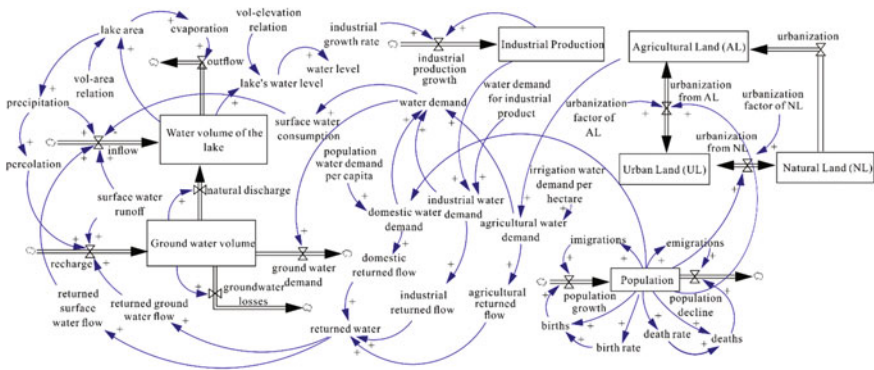 lake area
evaporation
vol-elevation
relation
industrial
growth rate
Industrial Production
Agricultural Land (AL)
urbanization
outflow
water level
industrial
production growth
vol-area
relation
lake's water level
precipitation
water demand
for industrial
product
urbanization
from AL
urbanization
factor of NL
urbanization
factor of AL
water demand
surface water
consumption
Water volume of the
lake
inflow
urbanization
from NL
percolation
population
water demand
per capita
irrigation water
demand per
hectare
Urban Land (UL)
Natural Land (NL)
natural discharge
surface water
runoff
domestic water
demand
industrial water
demand
agricultural water
demand
imigrations
emigrations
Ground water volume
recharge
ground water
demand
domestic
returned flow
Population
groundwater
losses
population
growth
population
decline
returned
surface
water flow
returned ground
water flow
industrial
returned flow
agricultural
returned flow
returned water
births
birth rate
death rate
deaths